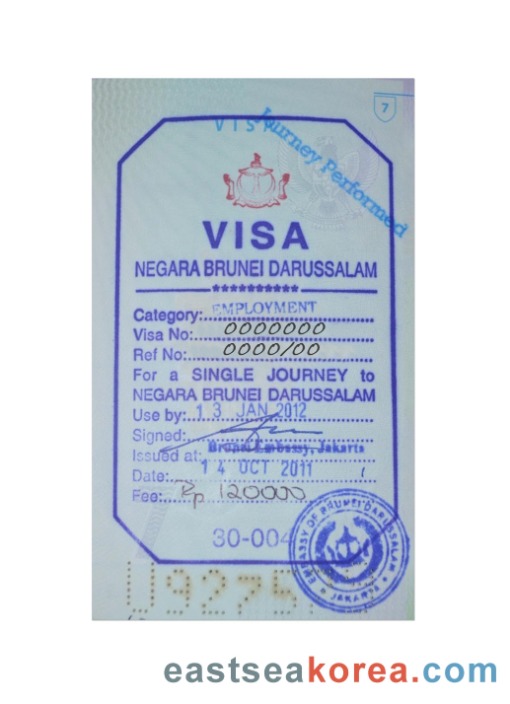 7
VISA
Journey Performed
VISA
NEGARA BRUNEI DARUSSALAM
**********
Category: EMPLOYMENT
Visa No: 0000000
Ref No: 0000/00
For a SINGLE JOURNEY to
NEGARA BRUNEI DARUSSALAM
Use by: 13 JAN 2012
Signed:
Issued at: Brunei Embassy, Jakarta
Date: 14 OCT 2011
Fee: Rp 120000
30-004
EMBASSY OF BRUNEI DARUSSALAM
JAKARTA
U9275
eastseakorea.com